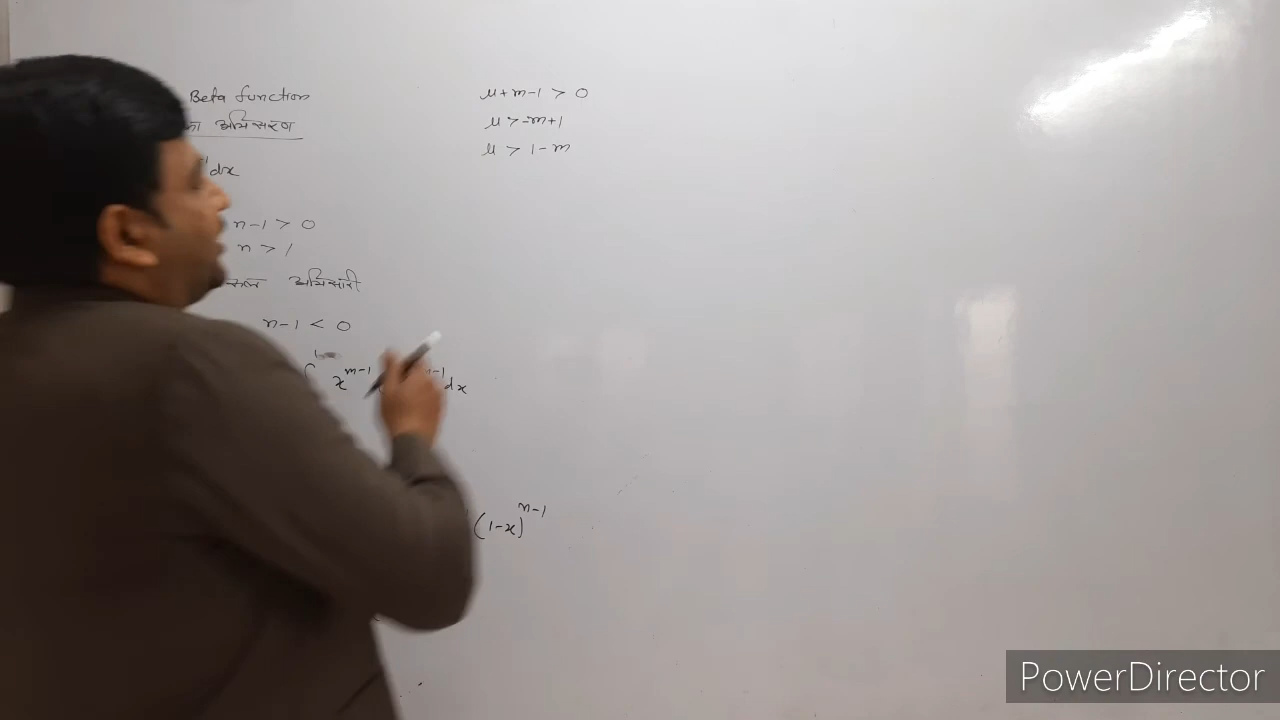 Beta function
का अभिसरण
dx
n-1 > 0
n > 1
अभिसारी
n-1 < 0
∫ x^{m-1} ^{n-1} dx
(1-x)^{n-1}
μ+m-1 > 0
μ > -m+1
μ > 1-m
PowerDirector